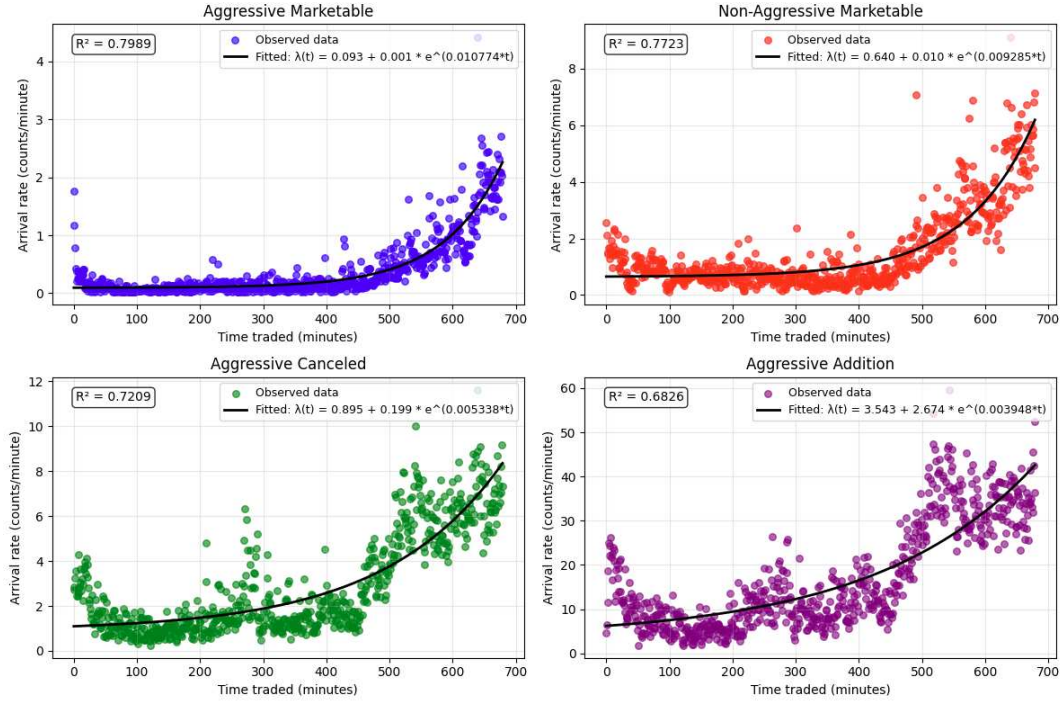 Aggressive Marketable
R² = 0.7989
Observed data
Fitted: λ(t) = 0.093 + 0.001 * e^(0.010774*t)
Arrival rate (counts/minute)
4
3
2
1
0
0 100 200 300 400 500 600 700
Time traded (minutes)
Non-Aggressive Marketable
R² = 0.7723
Observed data
Fitted: λ(t) = 0.640 + 0.010 * e^(0.009285*t)
Arrival rate (counts/minute)
8
6
4
2
0
0 100 200 300 400 500 600 700
Time traded (minutes)
Aggressive Canceled
R² = 0.7209
Observed data
Fitted: λ(t) = 0.895 + 0.199 * e^(0.005338*t)
Arrival rate (counts/minute)
12
10
8
6
4
2
0
0 100 200 300 400 500 600 700
Time traded (minutes)
Aggressive Addition
R² = 0.6826
Observed data
Fitted: λ(t) = 3.543 + 2.674 * e^(0.003948*t)
Arrival rate (counts/minute)
60
50
40
30
20
10
0
0 100 200 300 400 500 600 700
Time traded (minutes)